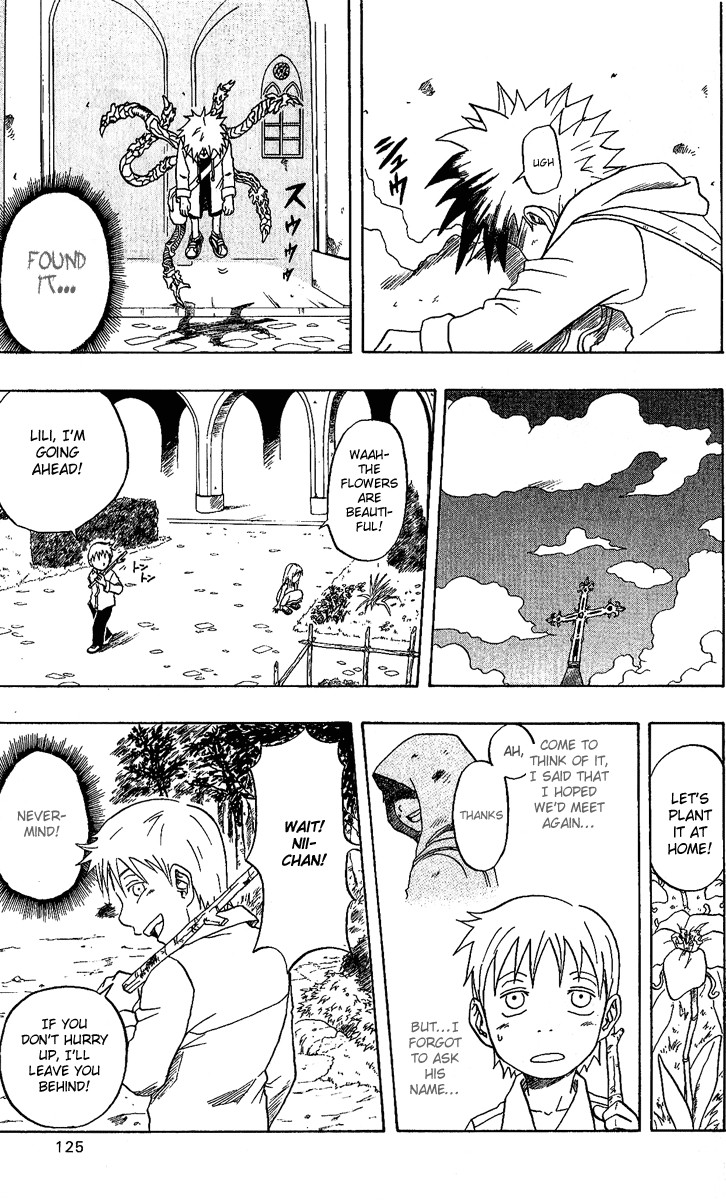 UGH
ジュウ
スゥゥゥ
FOUND
IT...
WAAH-
THE
FLOWERS
ARE
BEAUTI-
FUL!
LILI, I'M
GOING
AHEAD!
トン
トン
LET'S
PLANT
IT AT
HOME!
COME TO
THINK OF IT,
I SAID THAT
I HOPED
WE'D MEET
AGAIN...
AH,
THANKS
BUT...I
FORGOT
TO ASK
HIS
NAME...
WAIT!
NII-
CHAN!
NEVER-
MIND!
IF YOU
DON'T HURRY
UP, I'LL
LEAVE YOU
BEHIND!
125